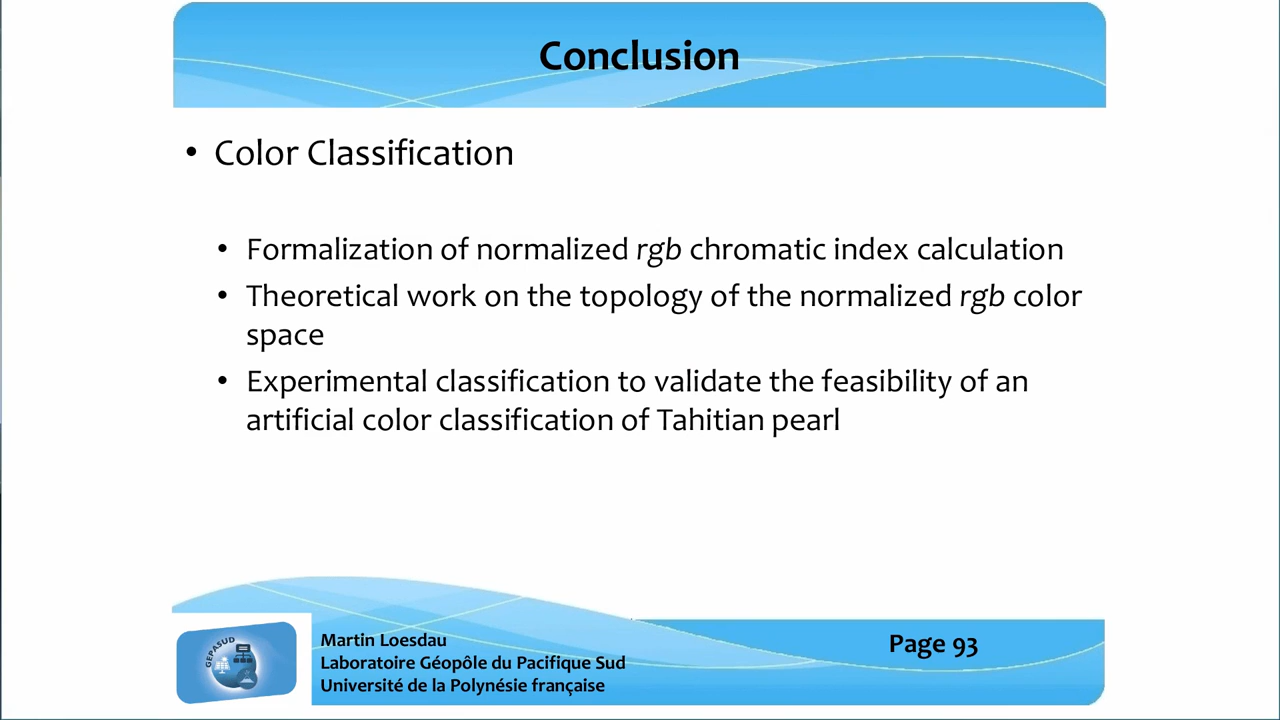 Conclusion
• Color Classification
• Formalization of normalized rgb chromatic index calculation
• Theoretical work on the topology of the normalized rgb color
space
• Experimental classification to validate the feasibility of an
artificial color classification of Tahitian pearl
GEPASUD
Martin Loesdau
Laboratoire Géopôle du Pacifique Sud
Université de la Polynésie française
Page 93